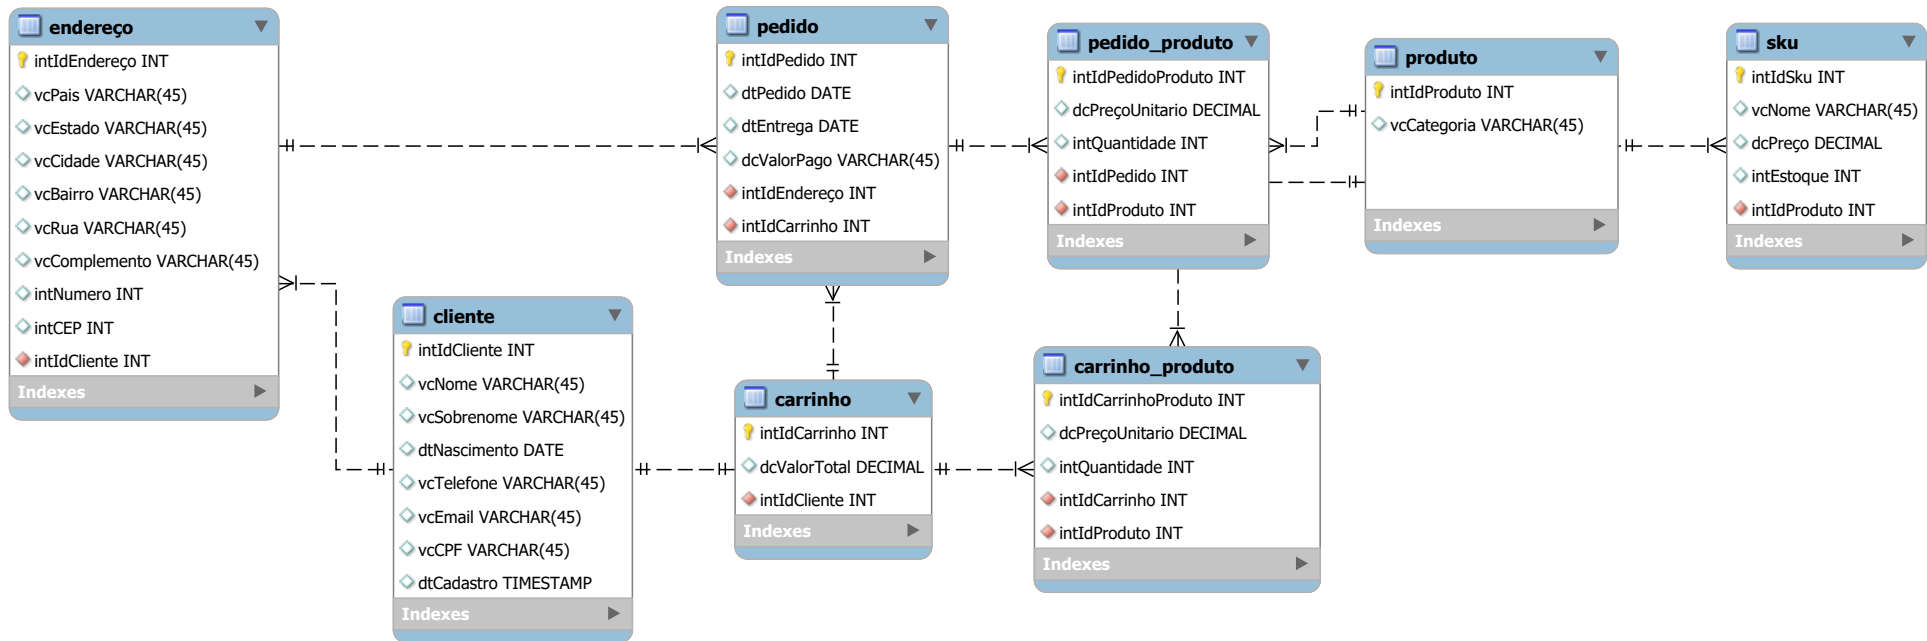 endereço
intIdEndereço INT
vcPais VARCHAR(45)
vcEstado VARCHAR(45)
vcCidade VARCHAR(45)
vcBairro VARCHAR(45)
vcRua VARCHAR(45)
vcComplemento VARCHAR(45)
intNumero INT
intCEP INT
intIdCliente INT
Indexes
cliente
intIdCliente INT
vcNome VARCHAR(45)
vcSobrenome VARCHAR(45)
dtNascimento DATE
vcTelefone VARCHAR(45)
vcEmail VARCHAR(45)
vcCPF VARCHAR(45)
dtCadastro TIMESTAMP
Indexes
pedido
intIdPedido INT
dtPedido DATE
dtEntrega DATE
dcValorPago VARCHAR(45)
intIdEndereço INT
intIdCarrinho INT
Indexes
carrinho
intIdCarrinho INT
dcValorTotal DECIMAL
intIdCliente INT
Indexes
pedido_produto
intIdPedidoProduto INT
dcPreçoUnitario DECIMAL
intQuantidade INT
intIdPedido INT
intIdProduto INT
Indexes
carrinho_produto
intIdCarrinhoProduto INT
dcPreçoUnitario DECIMAL
intQuantidade INT
intIdCarrinho INT
intIdProduto INT
Indexes
produto
intIdProduto INT
vcCategoria VARCHAR(45)
Indexes
sku
intIdSku INT
vcNome VARCHAR(45)
dcPreço DECIMAL
intEstoque INT
intIdProduto INT
Indexes